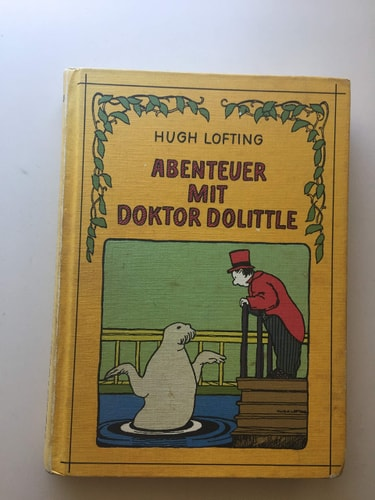 HUGH LOFTING
ABENTEUER
MIT
DOKTOR DOLITTLE